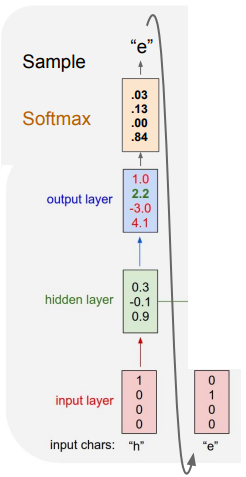 "e"
Sample
.03
.13
.00
.84
Softmax
1.0
2.2
-3.0
4.1
output layer
0.3
-0.1
0.9
hidden layer
1
0
0
0
input layer
0
1
0
0
input chars: "h" "e"